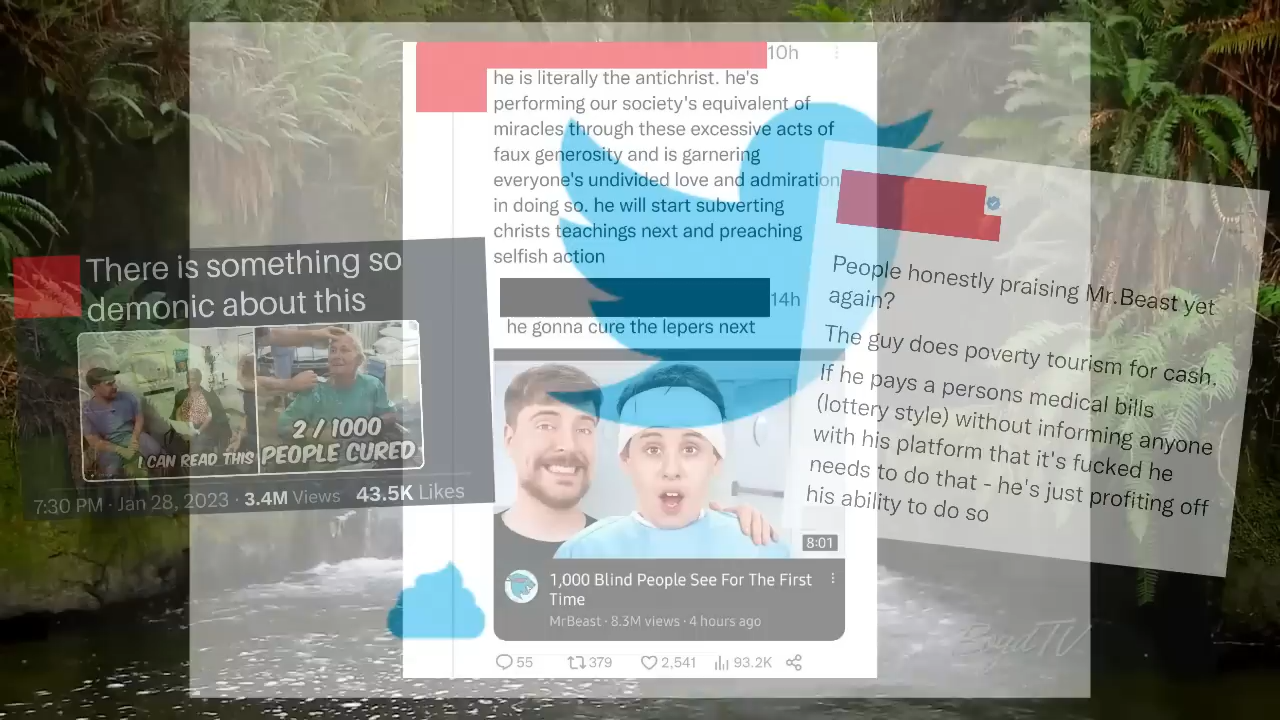 10h
he is literally the antichrist. he's
performing our society's equivalent of
miracles through these excessive acts of
faux generosity and is garnering
everyone's undivided love and admiration
in doing so. he will start subverting
christs teachings next and preaching
selfish action
14h
he gonna cure the lepers next
8:01
1,000 Blind People See For The First
Time
MrBeast · 8.3M views · 4 hours ago
55 379 2,541 93.2K
There is something so
demonic about this
I CAN READ THIS
2 / 1000
PEOPLE CURED
7:30 PM · Jan 28, 2023 · 3.4M Views 43.5K Likes
People honestly praising Mr.Beast yet
again?
The guy does poverty tourism for cash.
If he pays a persons medical bills
(lottery style) without informing anyone
with his platform that it's fucked he
needs to do that - he's just profiting off
his ability to do so
BoydTV